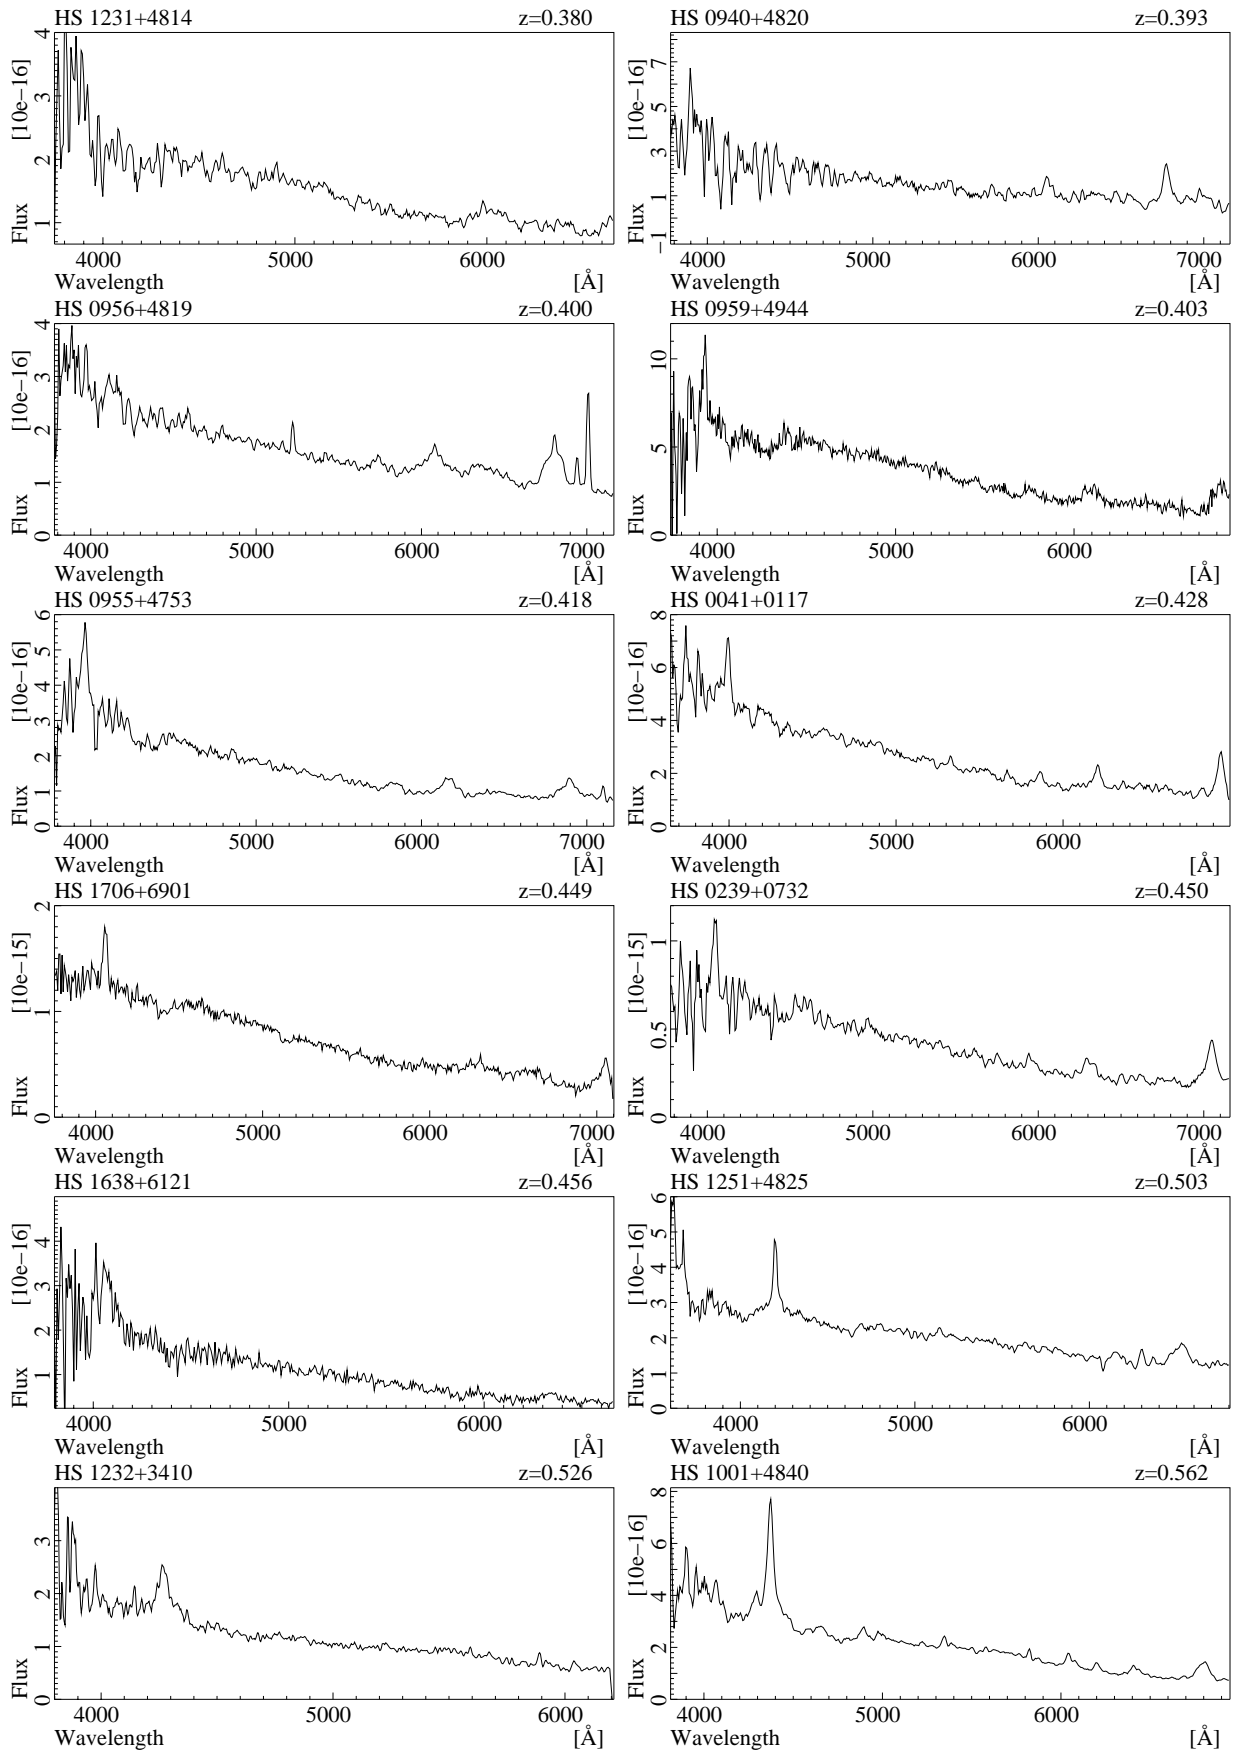 HS 1231+4814 z=0.380
Flux [10e−16]
4
3
2
1
4000 5000 6000
Wavelength [Å]
HS 0940+4820 z=0.393
Flux [10e−16]
7
5
3
1
−1
4000 5000 6000 7000
Wavelength [Å]
HS 0956+4819 z=0.400
Flux [10e−16]
4
3
2
1
0
4000 5000 6000 7000
Wavelength [Å]
HS 0959+4944 z=0.403
Flux [10e−16]
10
5
0
4000 5000 6000
Wavelength [Å]
HS 0955+4753 z=0.418
Flux [10e−16]
6
5
4
3
2
1
0
4000 5000 6000 7000
Wavelength [Å]
HS 0041+0117 z=0.428
Flux [10e−16]
8
6
4
2
0
4000 5000 6000
Wavelength [Å]
HS 1706+6901 z=0.449
Flux [10e−15]
2
1
0
4000 5000 6000 7000
Wavelength [Å]
HS 0239+0732 z=0.450
Flux [10e−15]
1
0.5
0
4000 5000 6000 7000
Wavelength [Å]
HS 1638+6121 z=0.456
Flux [10e−16]
4
3
2
1
4000 5000 6000
Wavelength [Å]
HS 1251+4825 z=0.503
Flux [10e−16]
6
5
4
3
2
1
0
4000 5000 6000
Wavelength [Å]
HS 1232+3410 z=0.526
Flux [10e−16]
3
2
1
0
4000 5000 6000
Wavelength [Å]
HS 1001+4840 z=0.562
Flux [10e−16]
8
6
4
2
0
4000 5000 6000
Wavelength [Å]